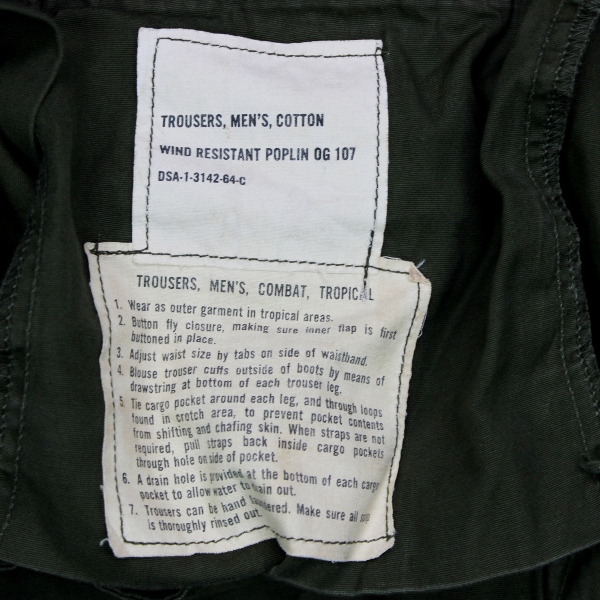 TROUSERS, MEN'S, COTTON
WIND RESISTANT POPLIN OG 107
DSA-1-3142-64-C
TROUSERS, MEN'S, COMBAT, TROPICAL
1. Wear as outer garment in tropical areas.
2. Button fly closure, making sure inner flap is first
buttoned in place.
3. Adjust waist size by tabs on side of waistband.
4. Blouse trouser cuffs outside of boots by means of
drawstring at bottom of each trouser leg.
5. Tie cargo pocket around each leg, and through loops
found in crotch area, to prevent pocket contents
from shifting and chafing skin. When straps are not
required, pull straps back inside cargo pockets
through hole on side of pocket.
6. A drain hole is provided at the bottom of each cargo
pocket to allow water to drain out.
7. Trousers can be hand laundered. Make sure all soap
is thoroughly rinsed out.